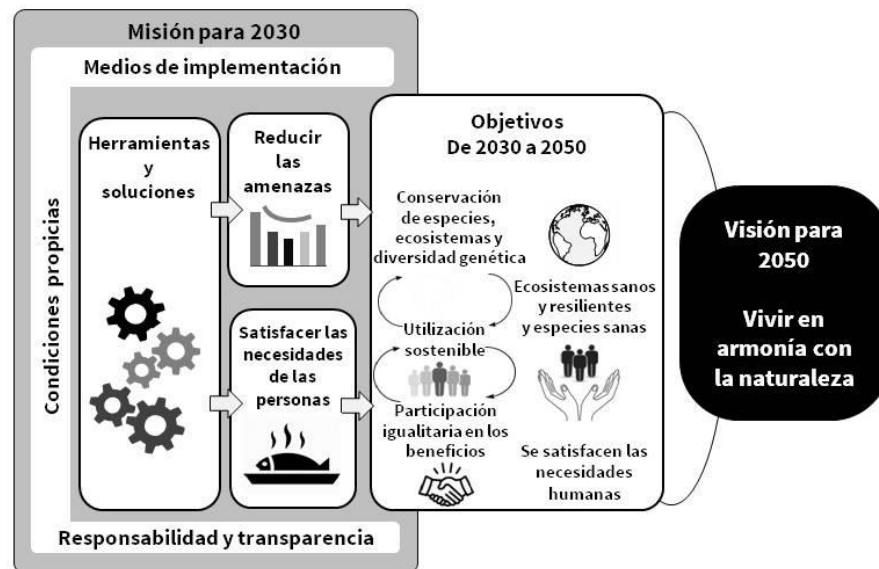 Misión para 2030
Medios de implementación
Condiciones propicias
Herramientas
y
soluciones
Reducir
las
amenazas
Satisfacer las
necesidades
de las
personas
Objetivos
De 2030 a 2050
Conservación
de especies,
ecosistemas y
diversidad genética
Utilización
sostenible
Participación
igualitaria en los
beneficios
Ecosistemas sanos
y resilientes
y especies sanas
Se satisfacen las
necesidades
humanas
Visión para
2050
Vivir en
armonía con
la naturaleza
Responsabilidad y transparencia